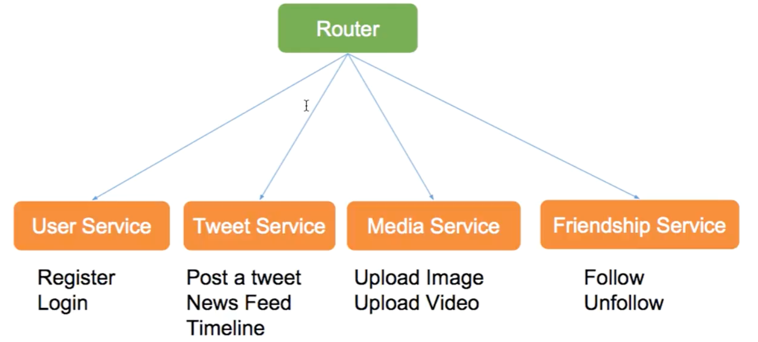 Router
User Service
Tweet Service
Media Service
Friendship Service
Register
Login
Post a tweet
News Feed
Timeline
Upload Image
Upload Video
Follow
Unfollow